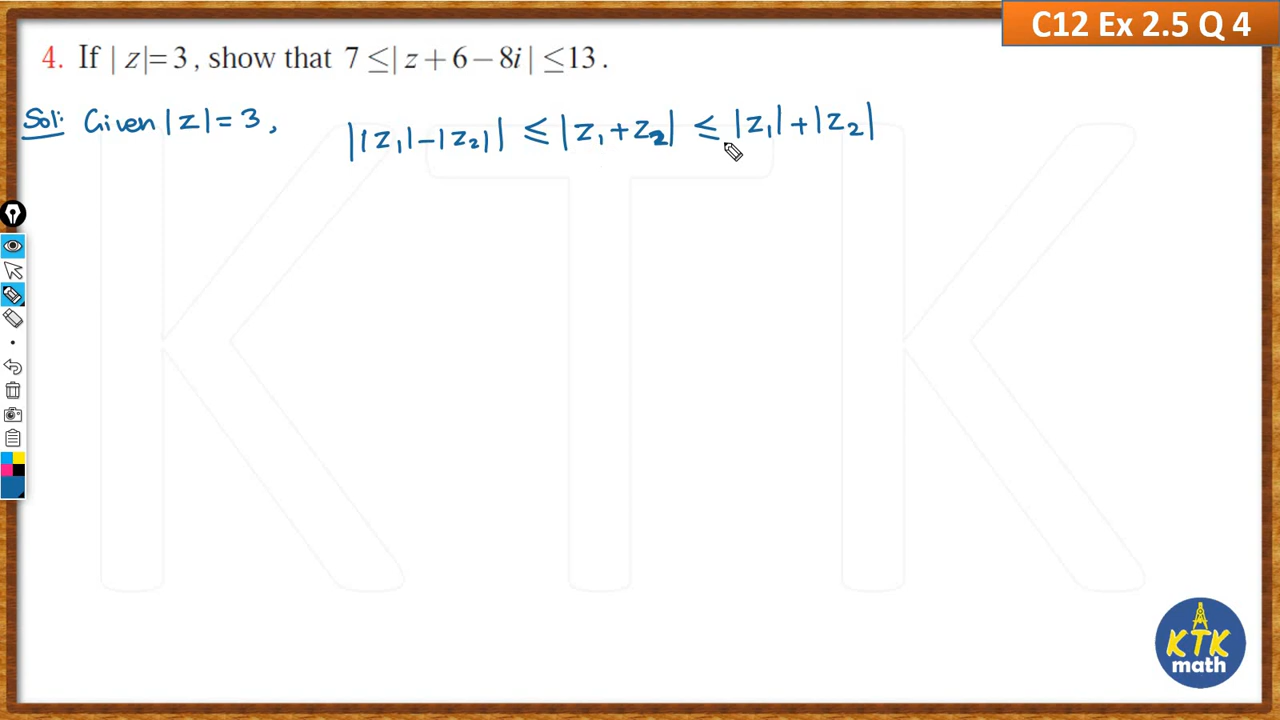 C12 Ex 2.5 Q 4
4. If | z|= 3, show that 7 ≤| z + 6 − 8i | ≤13.
Sol: Given |z| = 3, ||z₁|-|z₂|| ≤ |z₁+z₂| ≤ |z₁|+|z₂|
KTK
KTK
math